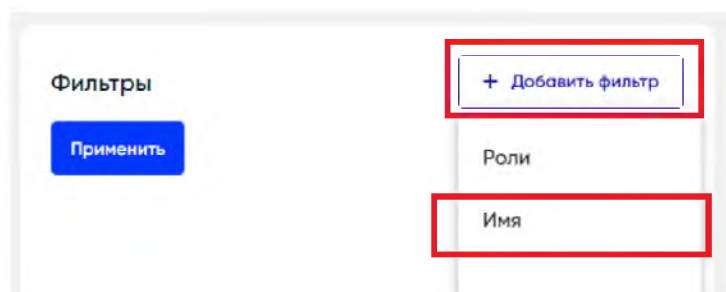 Фильтры
+ Добавить фильтр
Применить
Роли
Имя